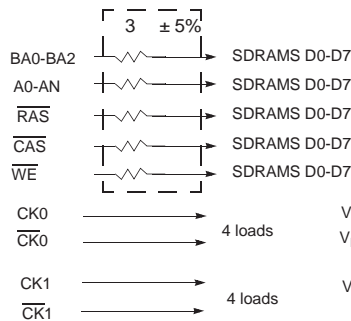 3 ± 5%
BA0-BA2 SDRAMS D0-D7
A0-AN SDRAMS D0-D7
RAS SDRAMS D0-D7
CAS SDRAMS D0-D7
WE SDRAMS D0-D7
CK0 V
4 loads
CK0 V
CK1 V
4 loads
CK1